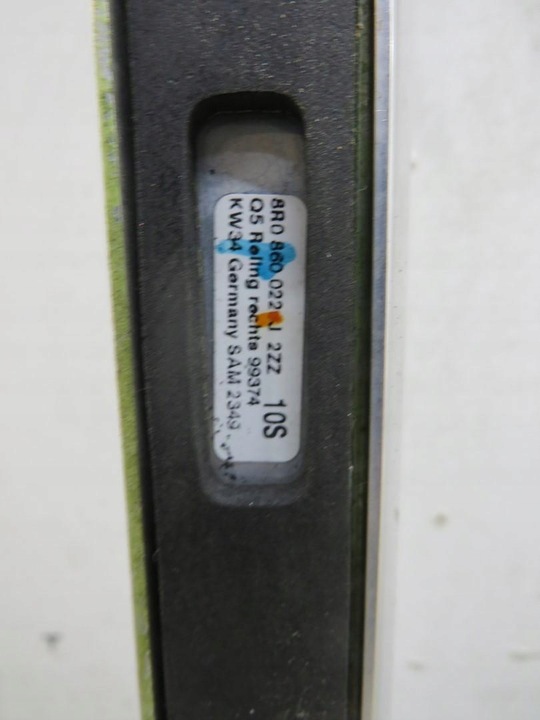 8R0 860 022 J 2ZZ
Q5 Reling rechts 99374
10S
KW34 Germany SAM 2349